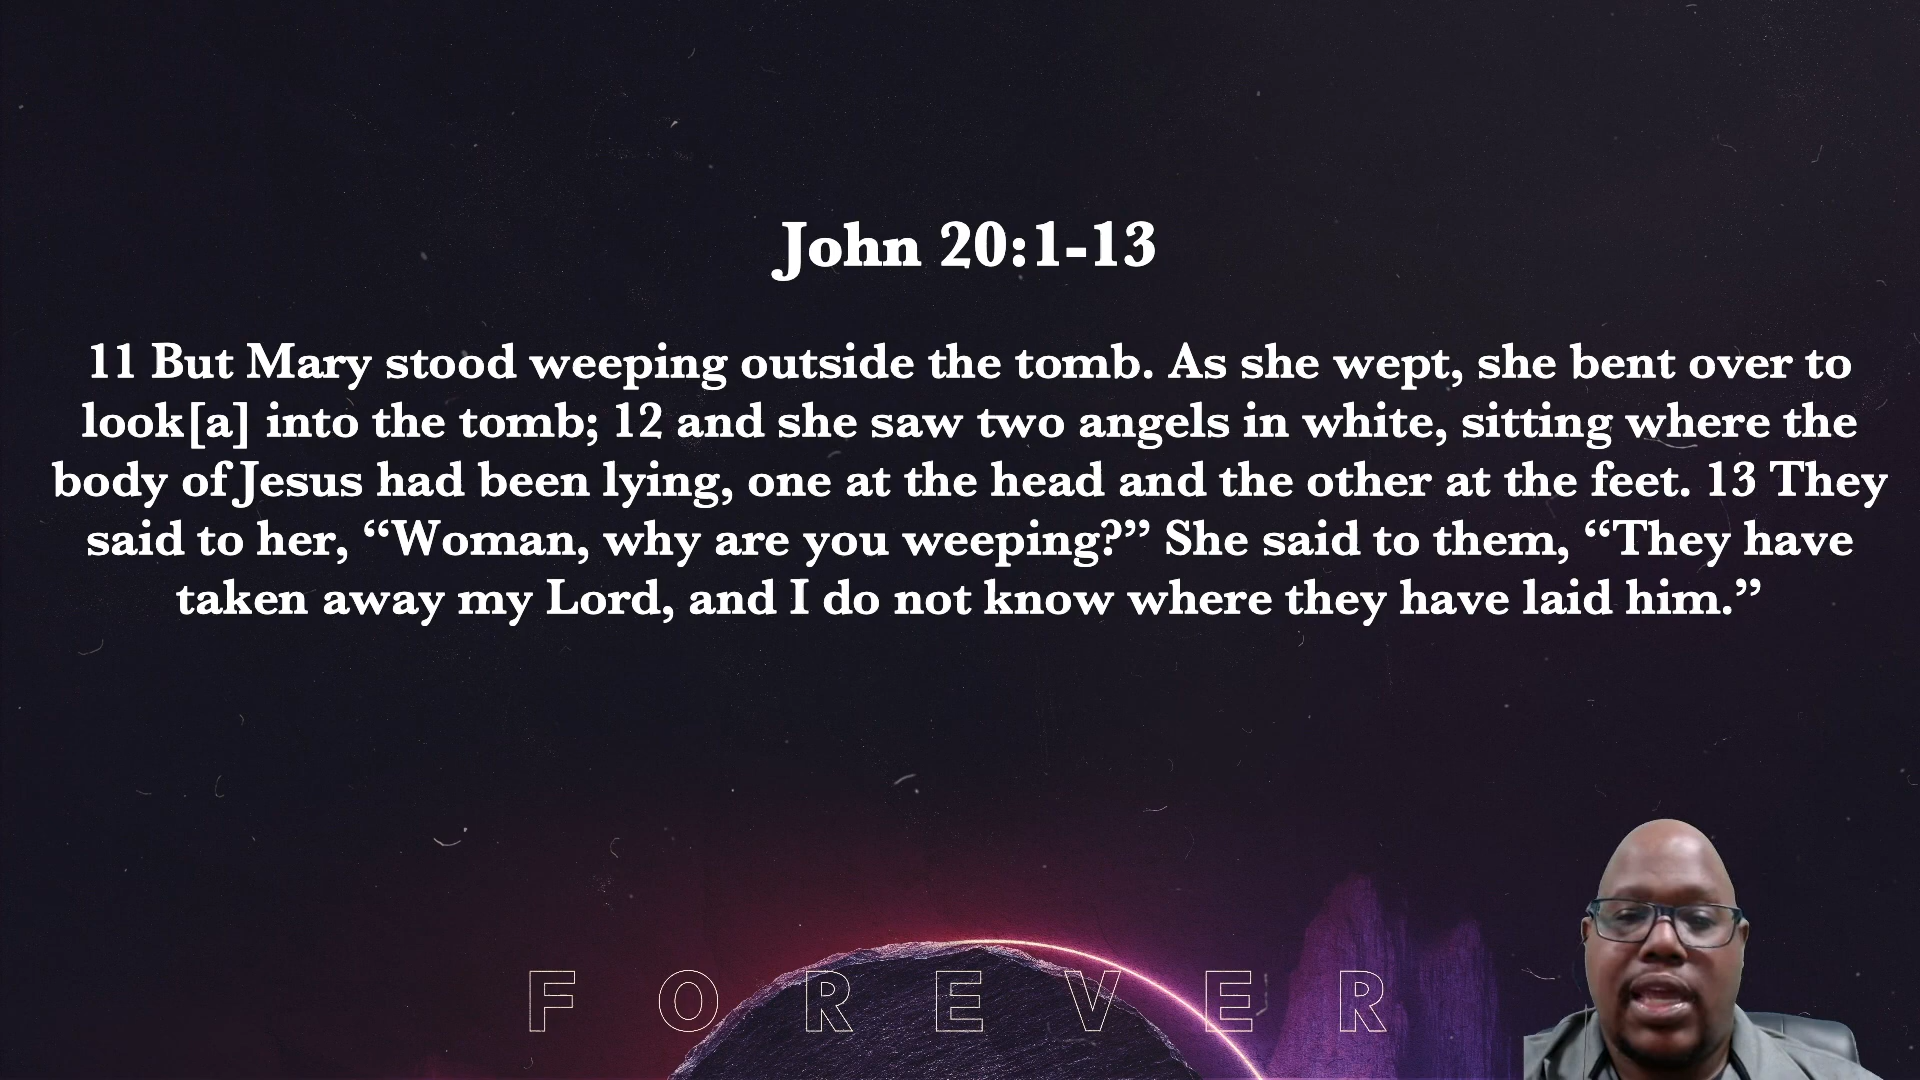 John 20:1-13
11 But Mary stood weeping outside the tomb. As she wept, she bent over to
look[a] into the tomb; 12 and she saw two angels in white, sitting where the
body of Jesus had been lying, one at the head and the other at the feet. 13 They
said to her, “Woman, why are you weeping?” She said to them, “They have
taken away my Lord, and I do not know where they have laid him.”
FOREVER